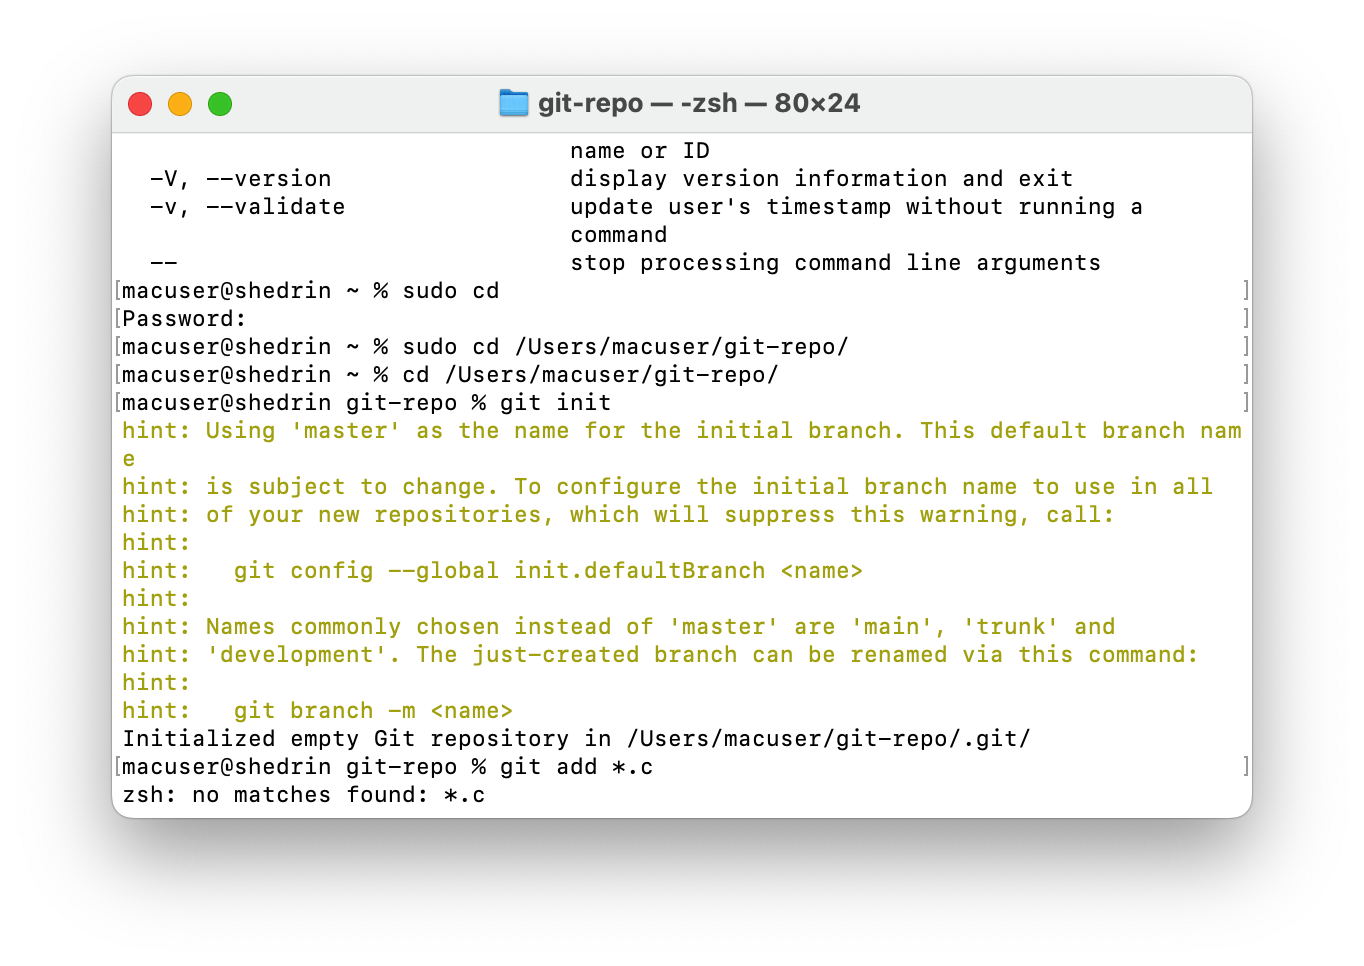 git-repo — -zsh — 80×24
name or ID
-V, --version display version information and exit
-v, --validate update user's timestamp without running a
command
-- stop processing command line arguments
[macuser@shedrin ~ % sudo cd ]
[Password: ]
[macuser@shedrin ~ % sudo cd /Users/macuser/git-repo/ ]
[macuser@shedrin ~ % cd /Users/macuser/git-repo/ ]
[macuser@shedrin git-repo % git init ]
hint: Using 'master' as the name for the initial branch. This default branch nam
e
hint: is subject to change. To configure the initial branch name to use in all
hint: of your new repositories, which will suppress this warning, call:
hint:
hint:   git config --global init.defaultBranch <name>
hint:
hint: Names commonly chosen instead of 'master' are 'main', 'trunk' and
hint: 'development'. The just-created branch can be renamed via this command:
hint:
hint:   git branch -m <name>
Initialized empty Git repository in /Users/macuser/git-repo/.git/
[macuser@shedrin git-repo % git add *.c ]
zsh: no matches found: *.c